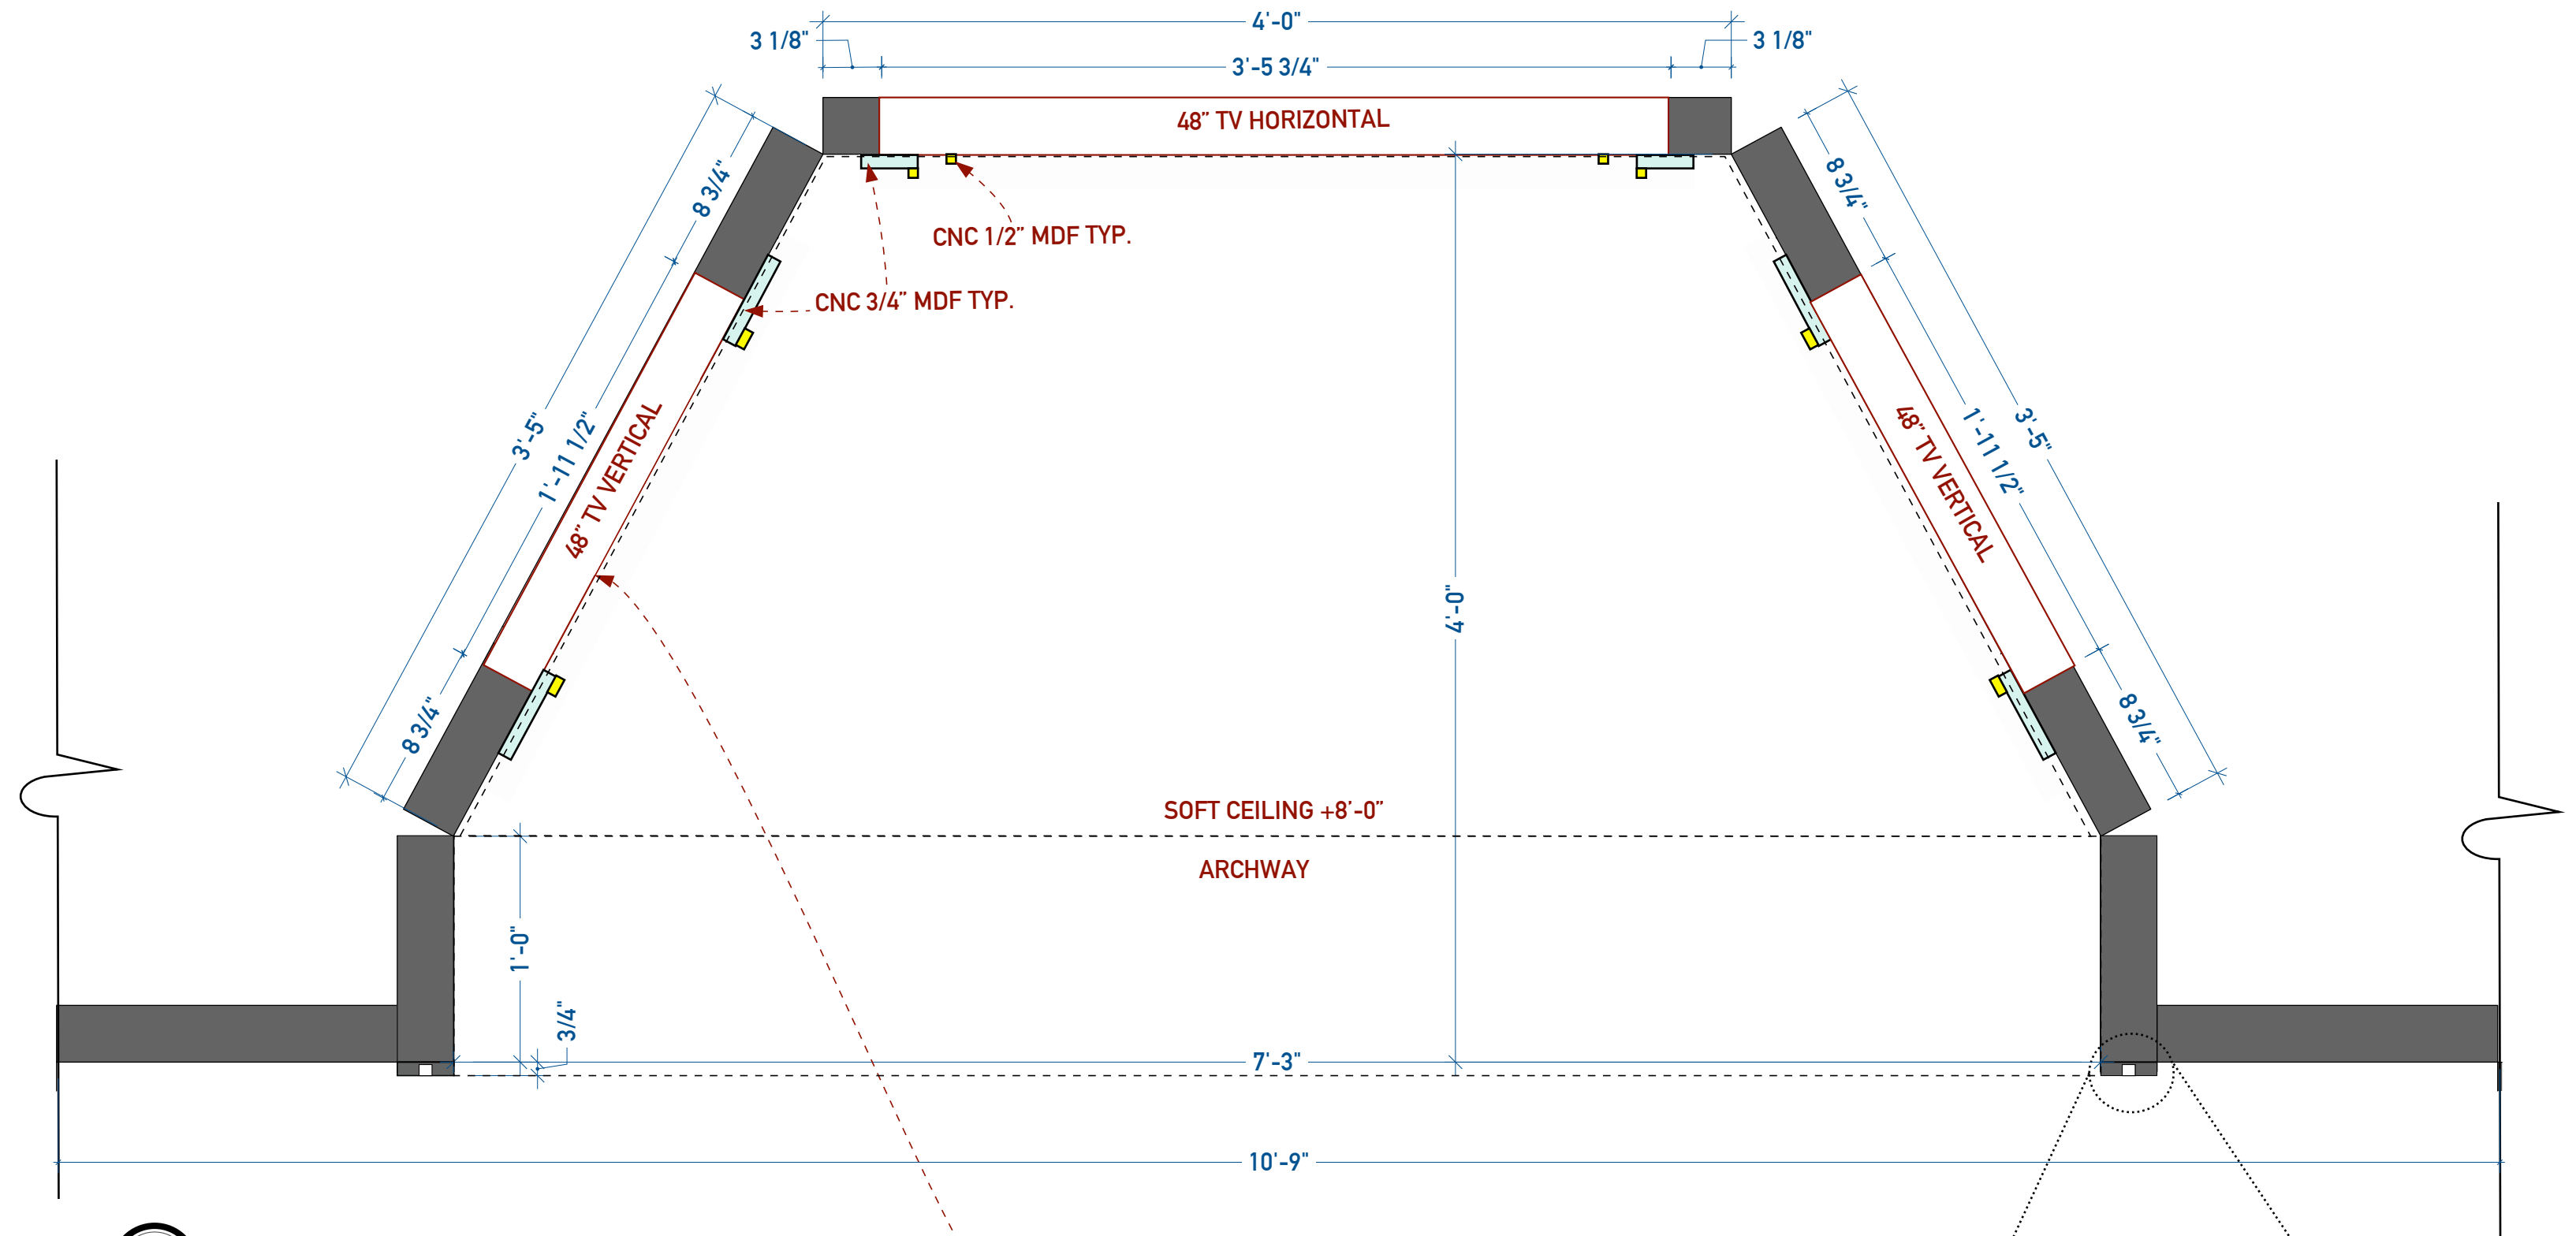 4'-0"
3 1/8"
3 1/8"
3'-5 3/4"
48” TV HORIZONTAL
8 3/4"
8 3/4"
CNC 1/2” MDF TYP.
CNC 3/4” MDF TYP.
3'-5"
1'-11 1/2"
48” TV VERTICAL
48” TV VERTICAL
1'-11 1/2"
3'-5"
4'-0"
8 3/4"
8 3/4"
SOFT CEILING +8’-0”
ARCHWAY
1'-0"
3/4"
7'-3"
10'-9"